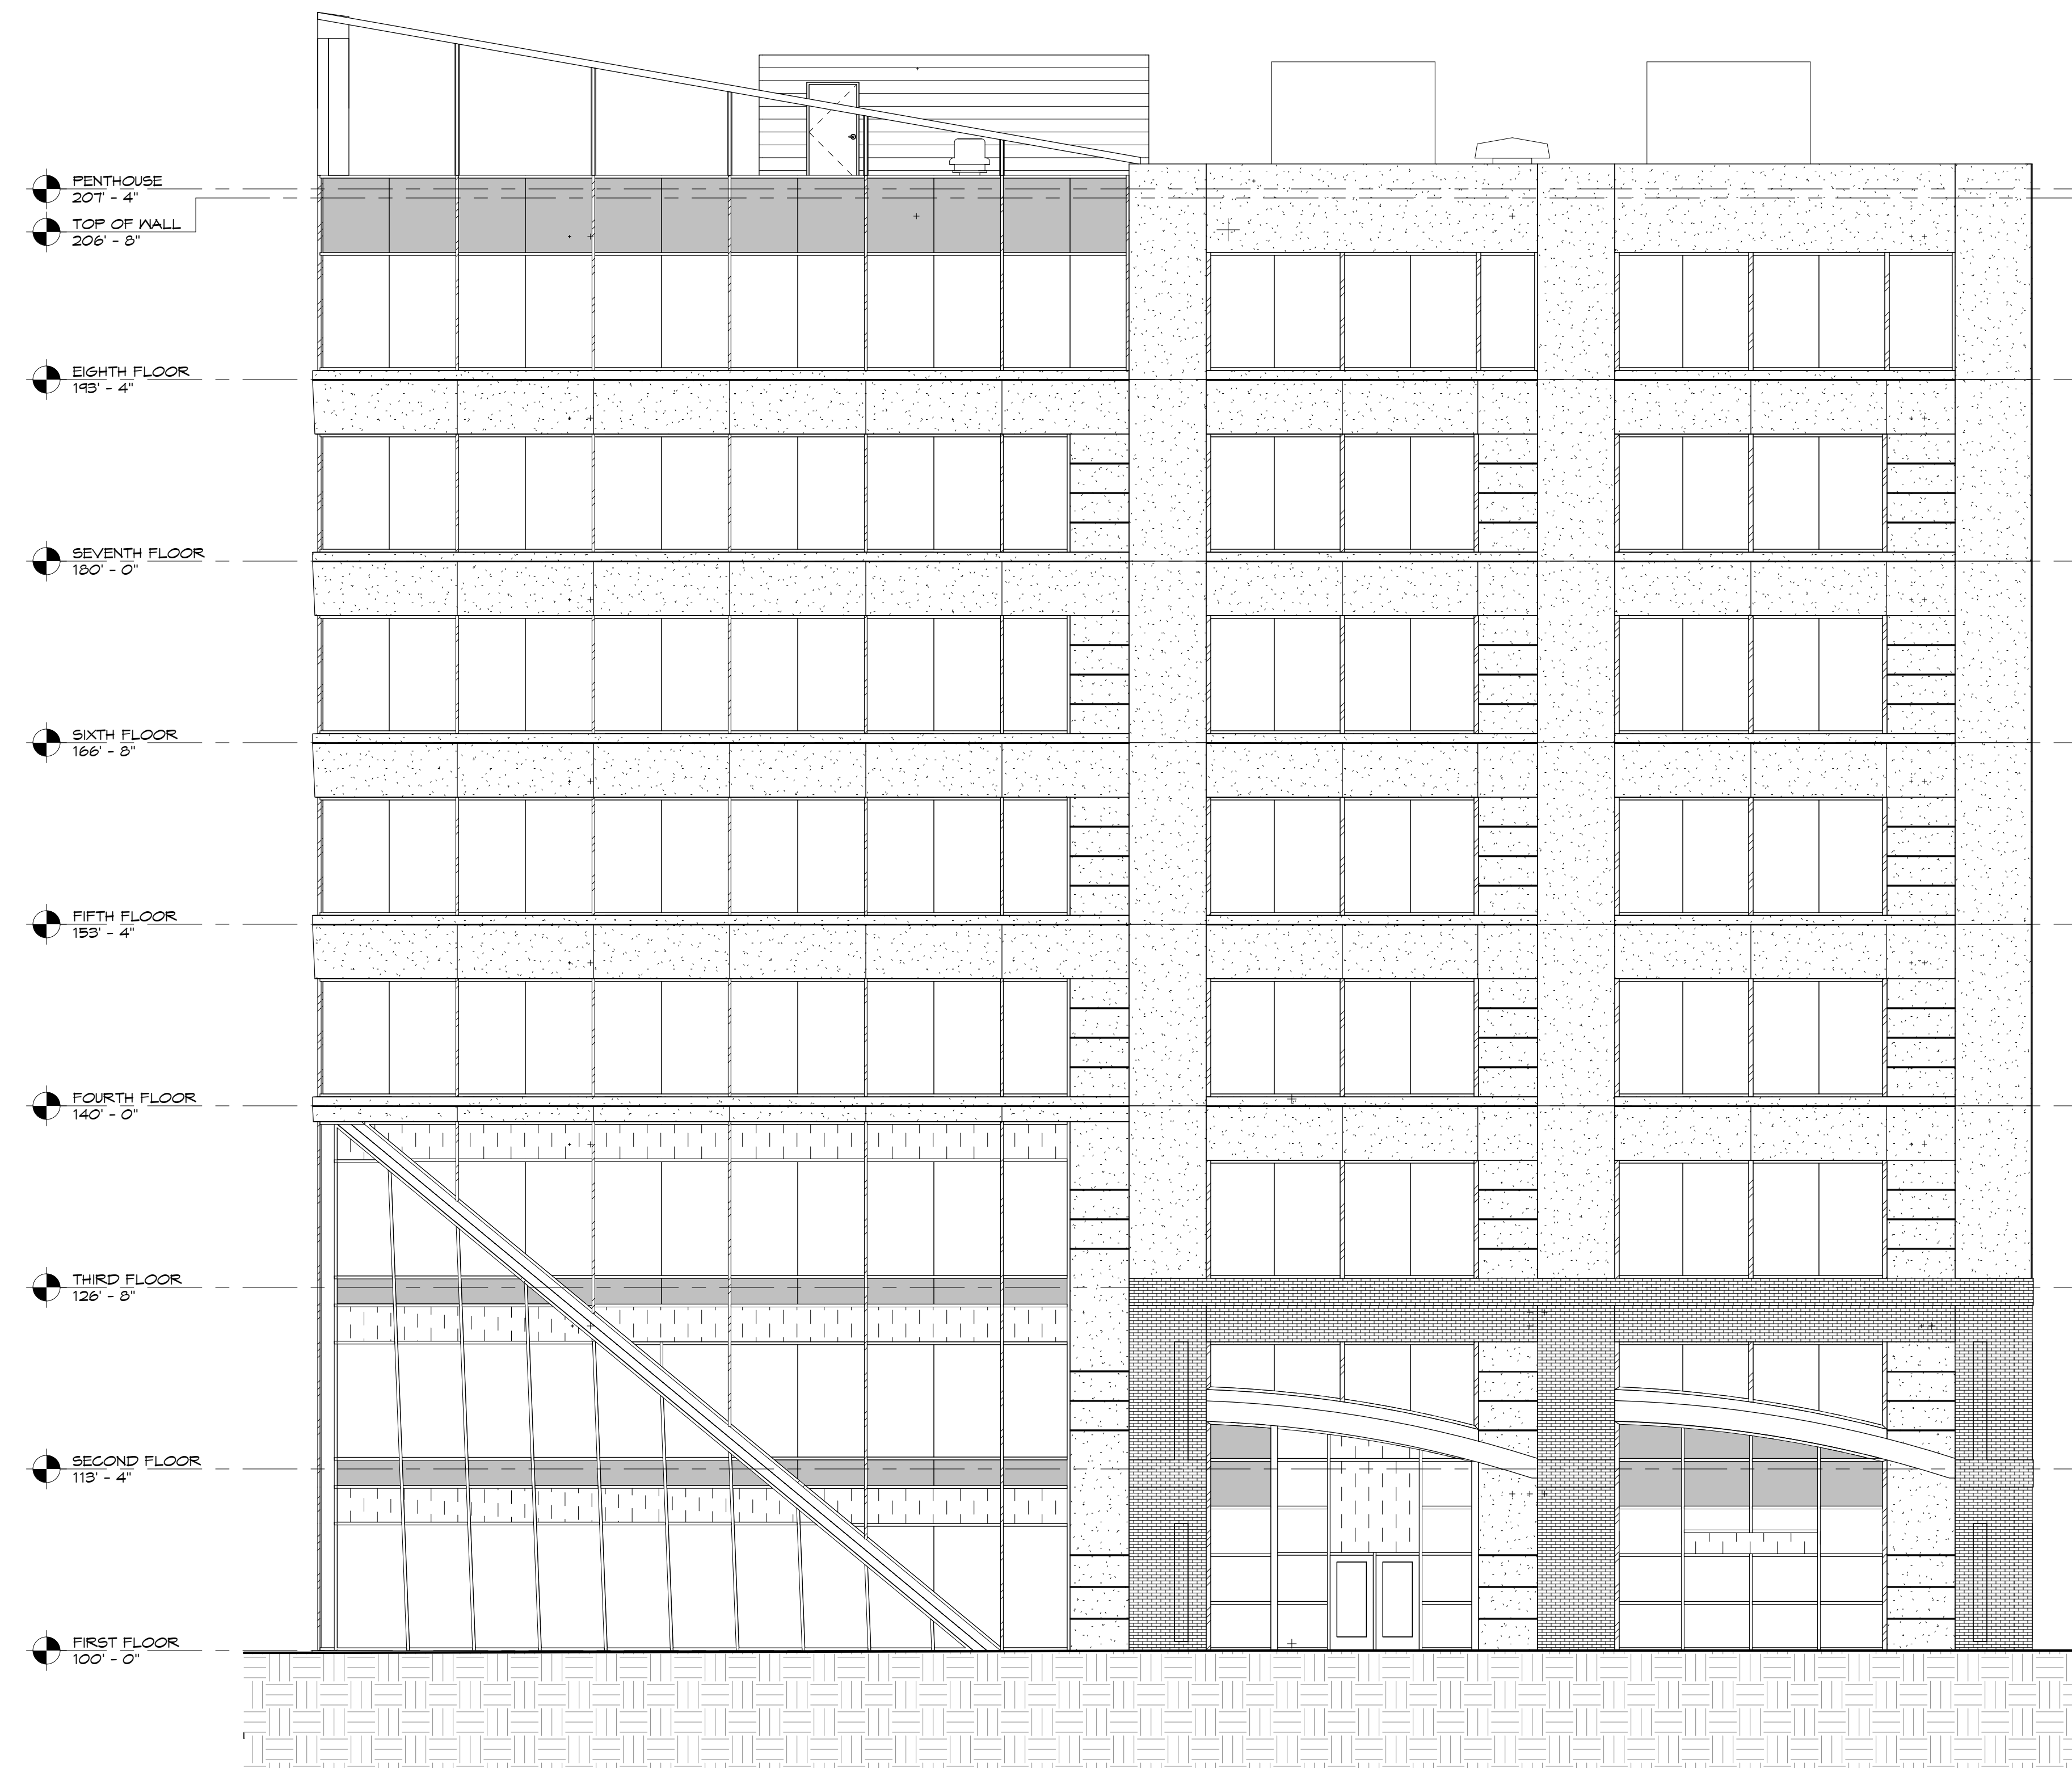 PENTHOUSE
207' - 4"
TOP OF WALL
206' - 8"
EIGHTH FLOOR
193' - 4"
SEVENTH FLOOR
180' - 0"
SIXTH FLOOR
166' - 8"
FIFTH FLOOR
153' - 4"
FOURTH FLOOR
140' - 0"
THIRD FLOOR
126' - 8"
SECOND FLOOR
113' - 4"
FIRST FLOOR
100' - 0"